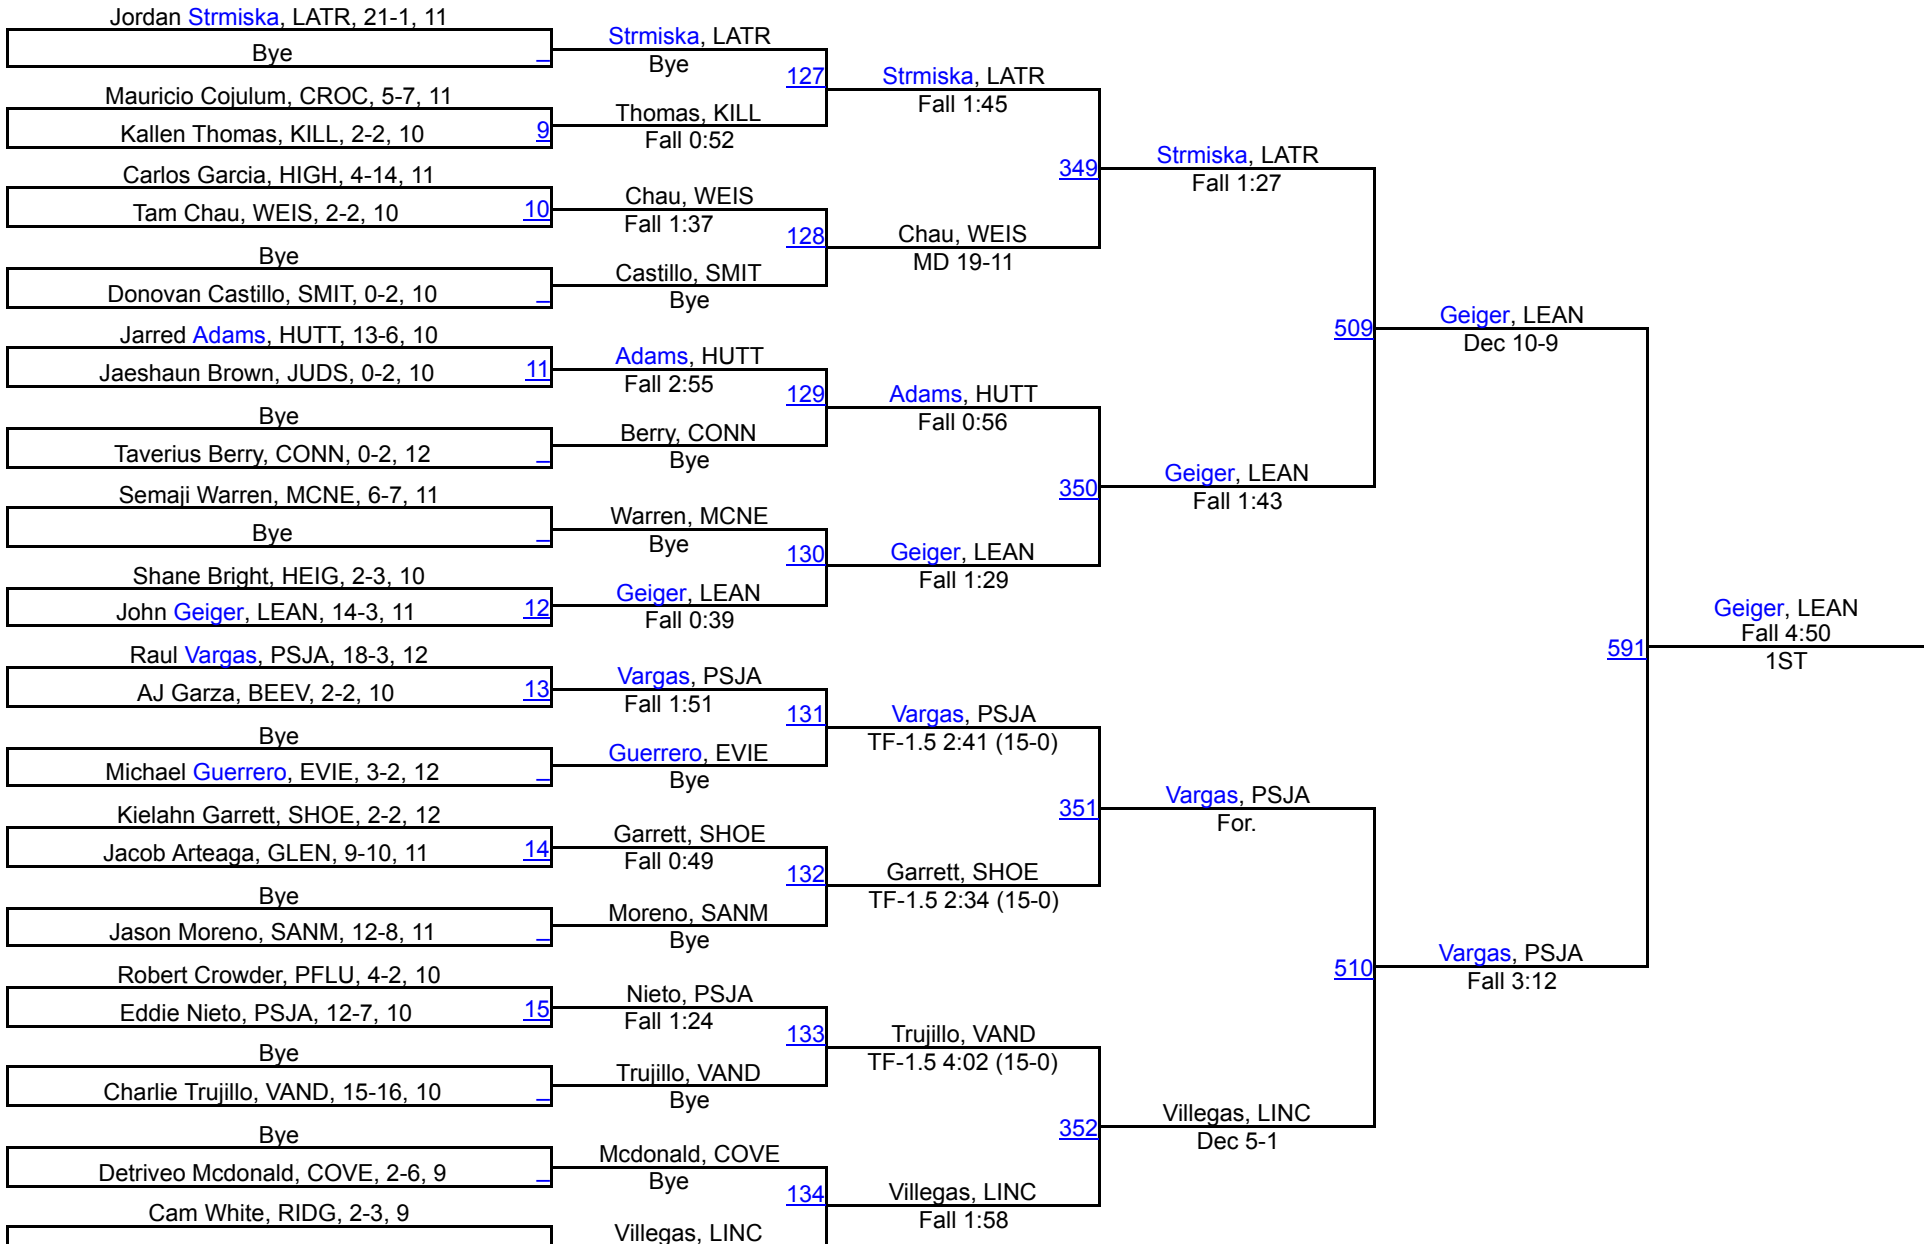 Jordan Strmiska, LATR, 21-1, 11
Bye
Mauricio Cojulum, CROC, 5-7, 11
Kallen Thomas, KILL, 2-2, 10
9
Carlos Garcia, HIGH, 4-14, 11
Tam Chau, WEIS, 2-2, 10
10
Bye
Donovan Castillo, SMIT, 0-2, 10
Jarred Adams, HUTT, 13-6, 10
Jaeshaun Brown, JUDS, 0-2, 10
11
Bye
Taverius Berry, CONN, 0-2, 12
Semaji Warren, MCNE, 6-7, 11
Bye
Shane Bright, HEIG, 2-3, 10
John Geiger, LEAN, 14-3, 11
12
Raul Vargas, PSJA, 18-3, 12
AJ Garza, BEEV, 2-2, 10
13
Bye
Michael Guerrero, EVIE, 3-2, 12
Kielahn Garrett, SHOE, 2-2, 12
Jacob Arteaga, GLEN, 9-10, 11
14
Bye
Jason Moreno, SANM, 12-8, 11
Robert Crowder, PFLU, 4-2, 10
Eddie Nieto, PSJA, 12-7, 10
15
Bye
Charlie Trujillo, VAND, 15-16, 10
Bye
Detriveo Mcdonald, COVE, 2-6, 9
Cam White, RIDG, 2-3, 9
Strmiska, LATR
Bye
127
Thomas, KILL
Fall 0:52
Chau, WEIS
Fall 1:37
128
Castillo, SMIT
Bye
Adams, HUTT
Fall 2:55
129
Berry, CONN
Bye
Warren, MCNE
Bye
130
Geiger, LEAN
Fall 0:39
Vargas, PSJA
Fall 1:51
131
Guerrero, EVIE
Bye
Garrett, SHOE
Fall 0:49
132
Moreno, SANM
Bye
Nieto, PSJA
Fall 1:24
133
Trujillo, VAND
Bye
Mcdonald, COVE
Bye
134
Villegas, LINC
Strmiska, LATR
Fall 1:45
349
Chau, WEIS
MD 19-11
Adams, HUTT
Fall 0:56
350
Geiger, LEAN
Fall 1:29
Vargas, PSJA
TF-1.5 2:41 (15-0)
351
Garrett, SHOE
TF-1.5 2:34 (15-0)
Trujillo, VAND
TF-1.5 4:02 (15-0)
352
Villegas, LINC
Fall 1:58
Strmiska, LATR
Fall 1:27
509
Geiger, LEAN
Fall 1:43
Vargas, PSJA
For.
510
Villegas, LINC
Dec 5-1
Geiger, LEAN
Dec 10-9
591
Vargas, PSJA
Fall 3:12
Geiger, LEAN
Fall 4:50
1ST